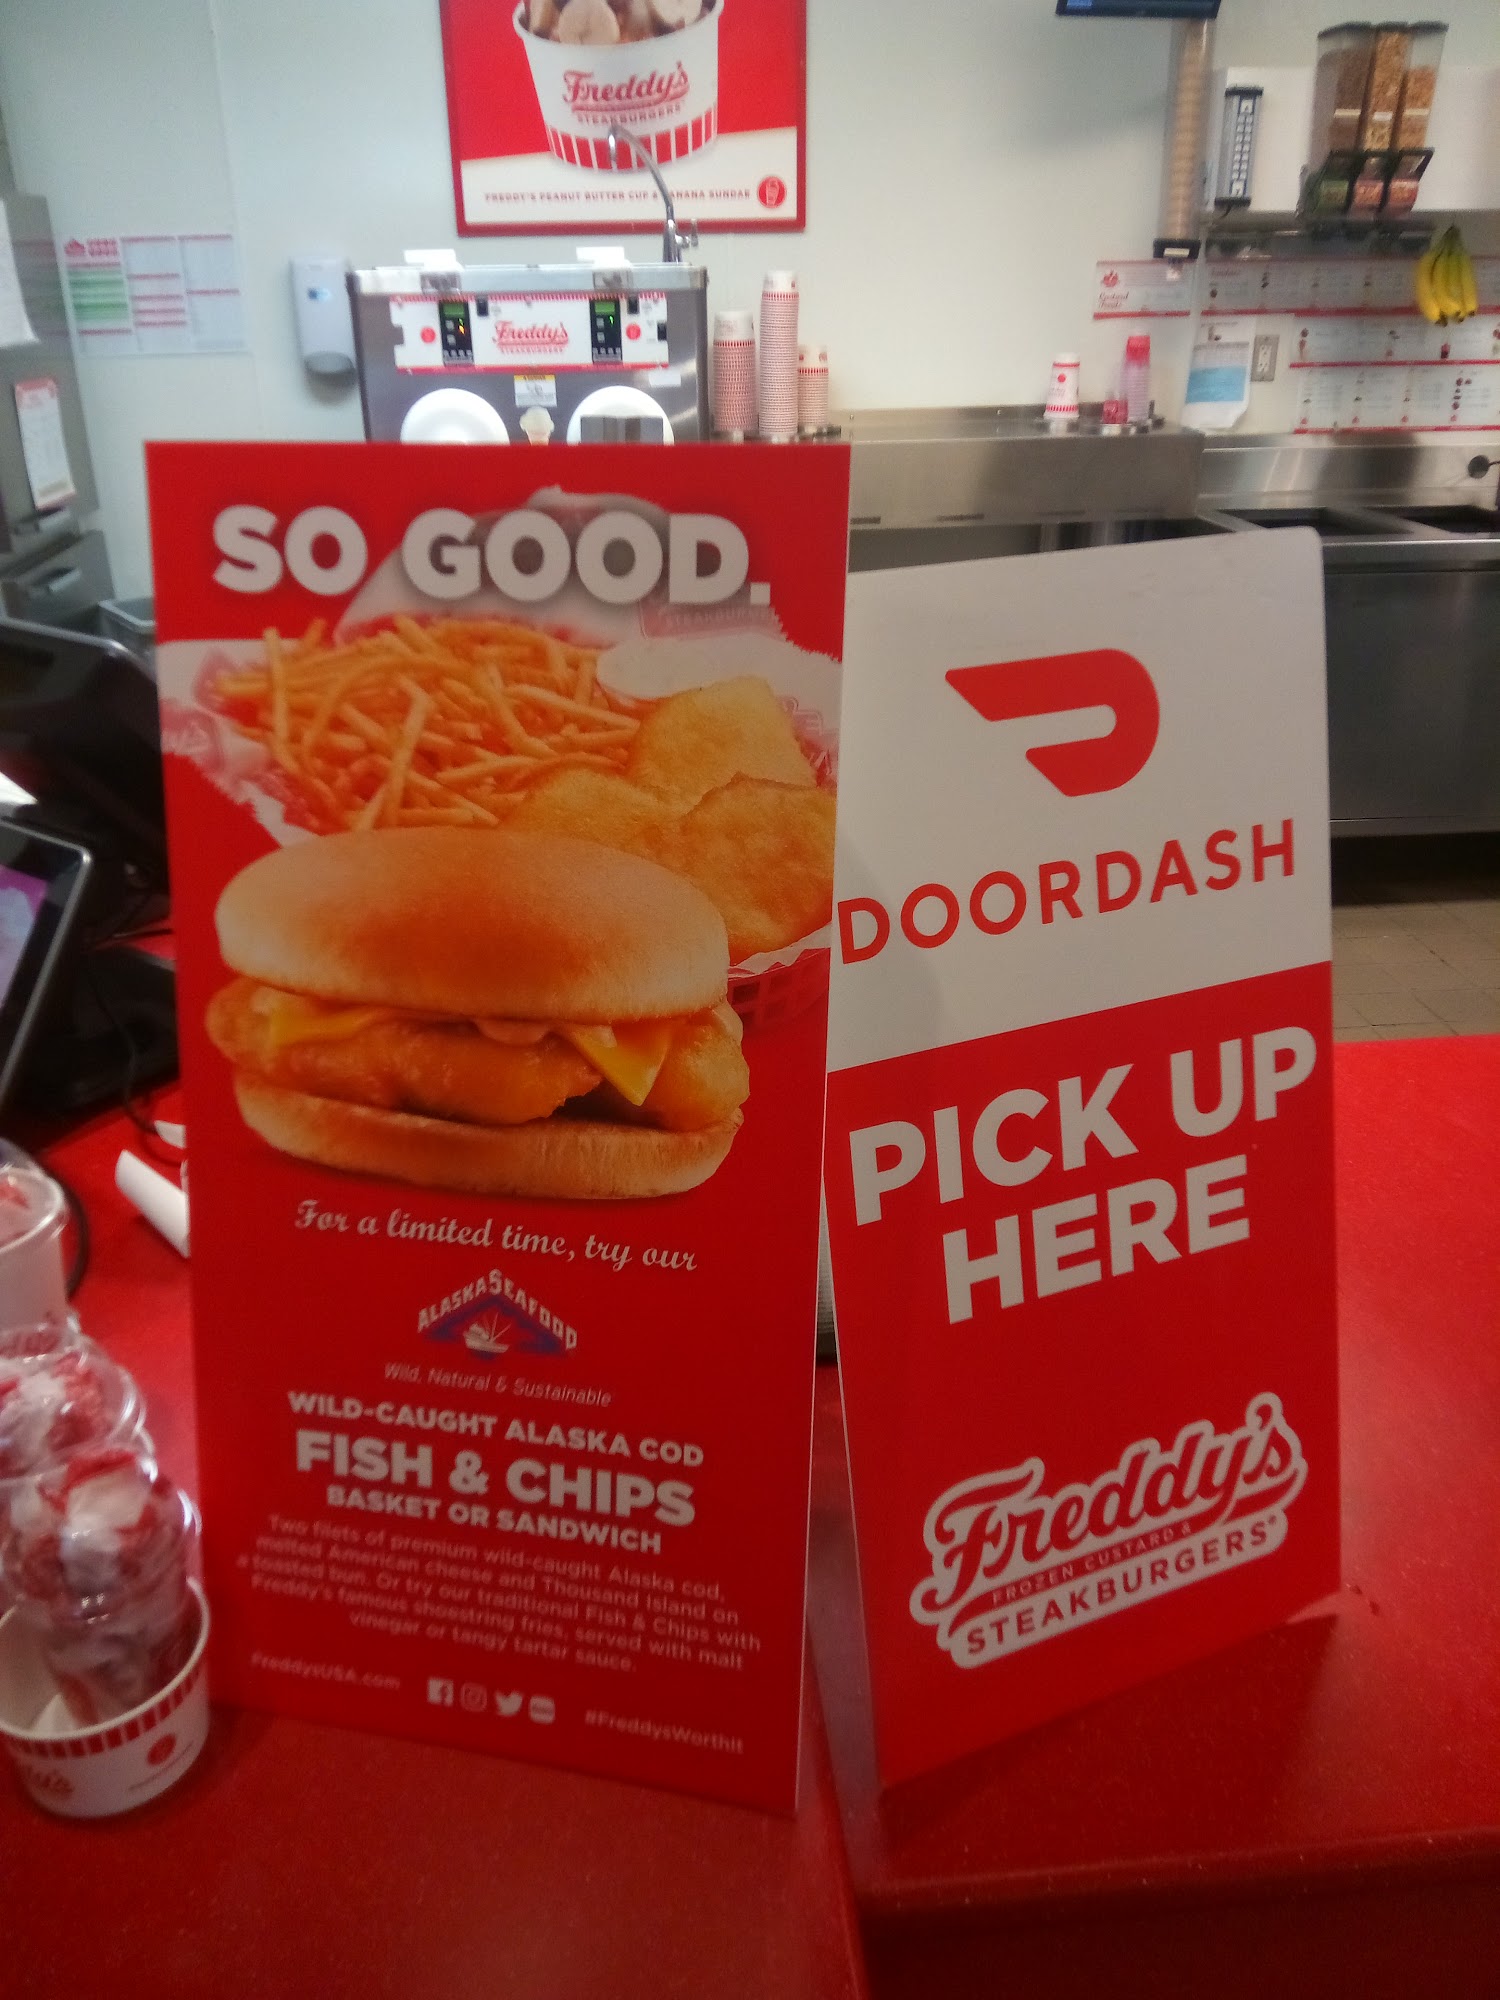 Freddy's
STEAKBURGERS
FREDDY'S PEANUT BUTTER CUP & BANANA SUNDAE
Freddy's
STEAKBURGERS
SO GOOD.
For a limited time, try our
ALASKA SEAFOOD
Wild, Natural & Sustainable
WILD-CAUGHT ALASKA COD
FISH & CHIPS
BASKET OR SANDWICH
Two filets of premium wild-caught Alaska cod,
melted American cheese and Thousand Island on
a toasted bun. Or try our traditional Fish & Chips with
Freddy's famous shoestring fries, served with malt
vinegar or tangy tartar sauce.
FreddysUSA.com
#FreddysWorthIt
DOORDASH
PICK UP
HERE
Freddy's
FROZEN CUSTARD &
STEAKBURGERS®